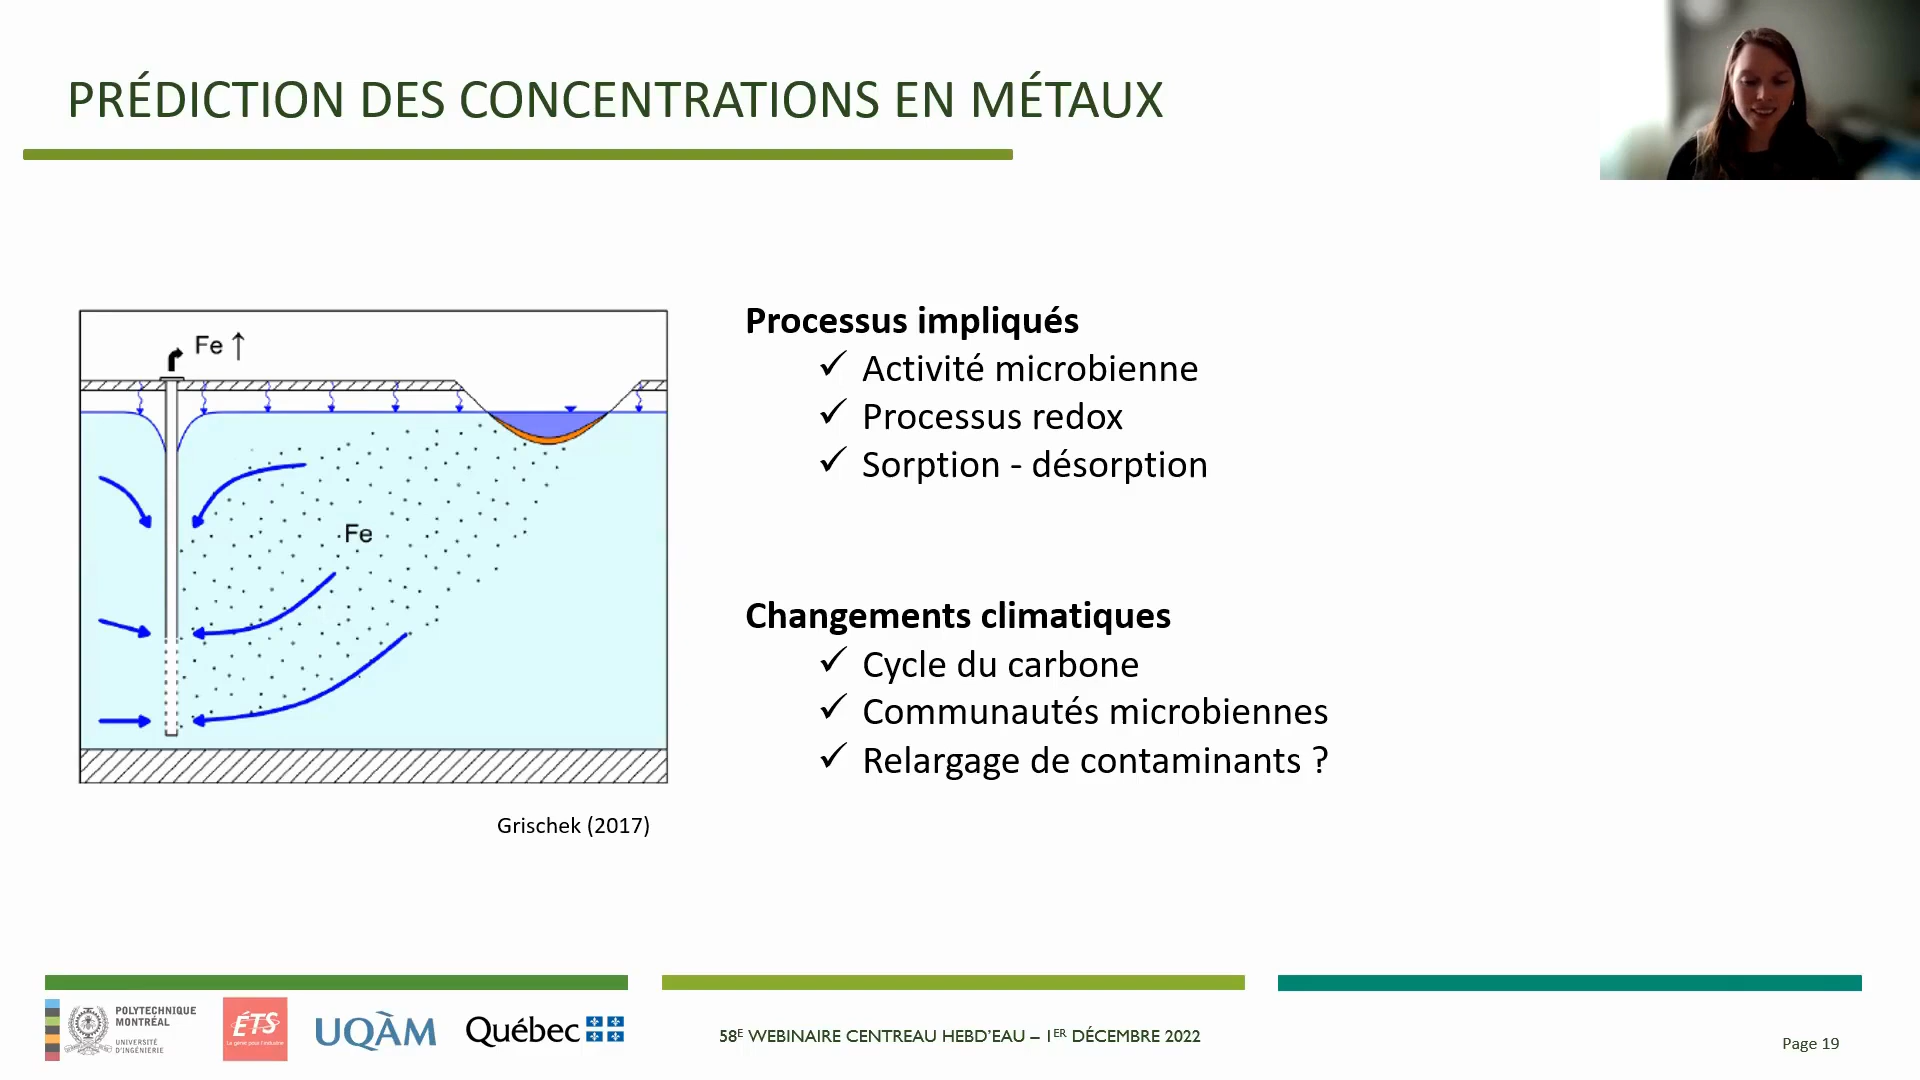 PRÉDICTION DES CONCENTRATIONS EN MÉTAUX
Fe ↑
Fe
Grischek (2017)
Processus impliqués
✓ Activité microbienne
✓ Processus redox
✓ Sorption - désorption
Changements climatiques
✓ Cycle du carbone
✓ Communautés microbiennes
✓ Relargage de contaminants ?
POLYTECHNIQUE
MONTRÉAL
UNIVERSITÉ
D'INGÉNIERIE
ÉTS
Le génie pour l'industrie
UQÀM
Québec
58E WEBINAIRE CENTREAU HEBD'EAU – 1ER DÉCEMBRE 2022
Page 19